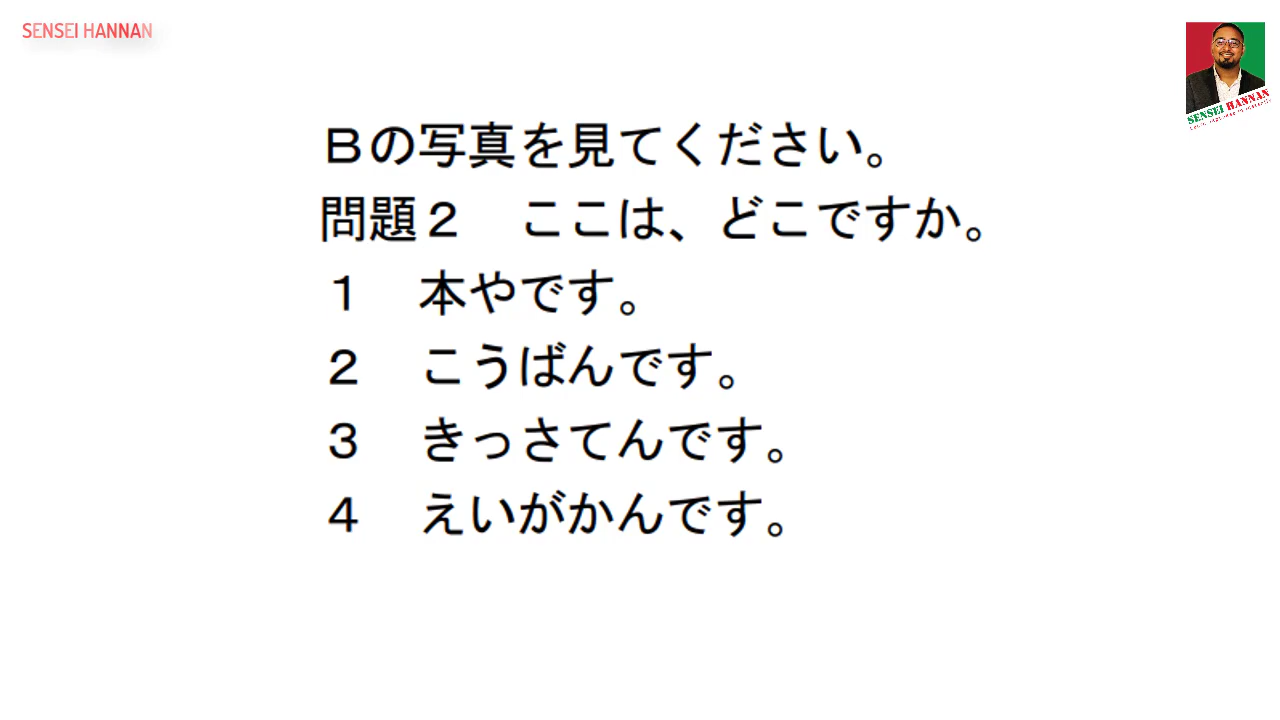 SENSEI HANNAN
SENSEI HANNAN
Bの写真を見てください。
問題2　ここは、どこですか。
1　本やです。
2　こうばんです。
3　きっさてんです。
4　えいがかんです。